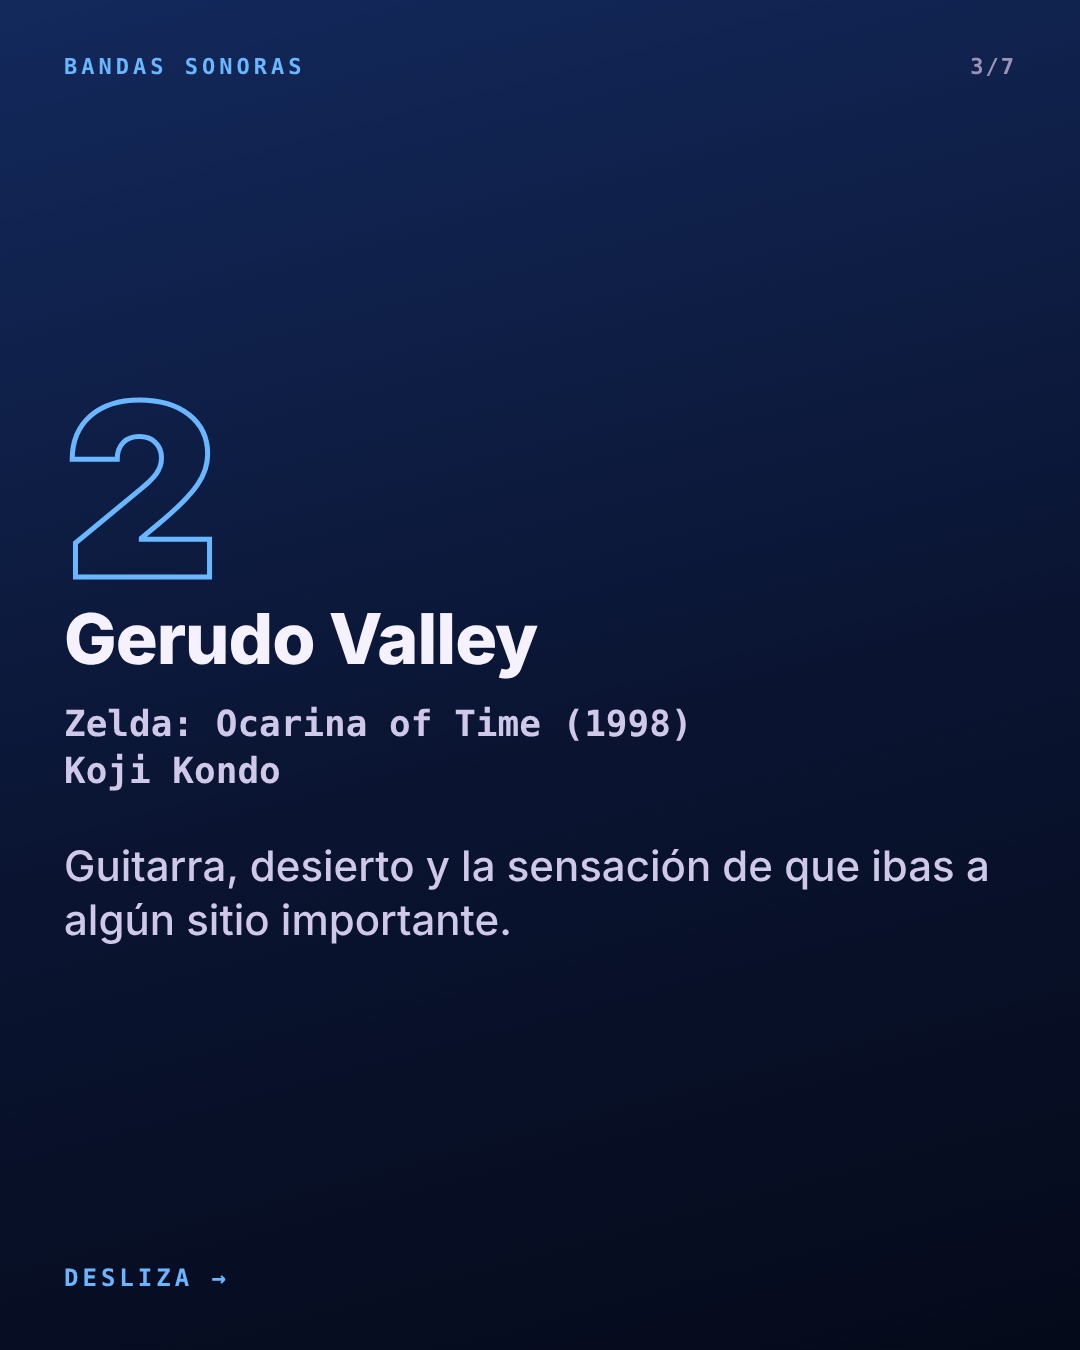 BANDAS SONORAS
3/7
2
Gerudo Valley
Zelda: Ocarina of Time (1998)
Koji Kondo
Guitarra, desierto y la sensación de que ibas a
algún sitio importante.
DESLIZA →